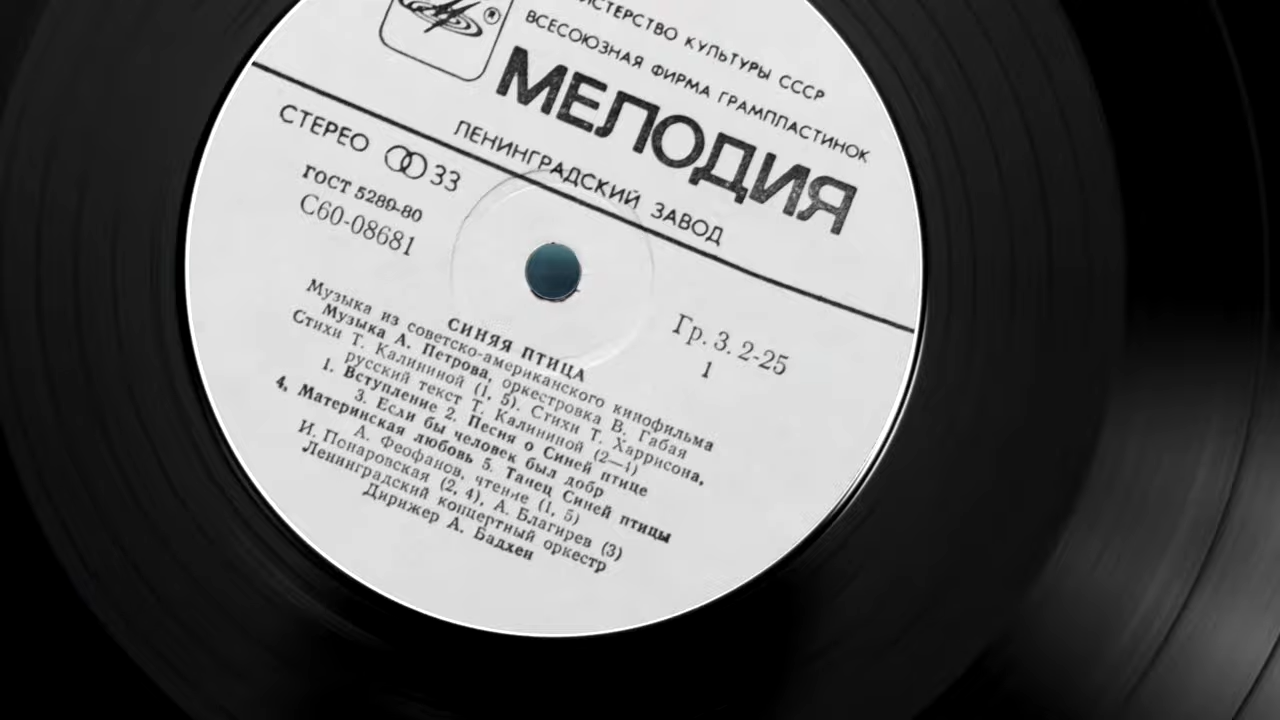 ®
МИНИСТЕРСТВО КУЛЬТУРЫ СССР
ВСЕСОЮЗНАЯ ФИРМА ГРАМПЛАСТИНОК
МЕЛОДИЯ
ЛЕНИНГРАДСКИЙ ЗАВОД
СТЕРЕО 33
ГОСТ 5289-80
С60-08681
Гр. 3. 2-25
1
СИНЯЯ ПТИЦА
Музыка из советско-американского кинофильма
Музыка А. Петрова, оркестровка В. Габая
Стихи Т. Калининой (1, 5). Стихи Т. Харрисона,
русский текст Т. Калининой (2—4)
1. Вступление 2. Песня о Синей птице
3. Если бы человек был добр
4. Материнская любовь 5. Танец Синей птицы
А. Феофанов, чтение (1, 5)
И. Понаровская (2, 4), А. Благирев (3)
Ленинградский концертный оркестр
Дирижер А. Бадхен